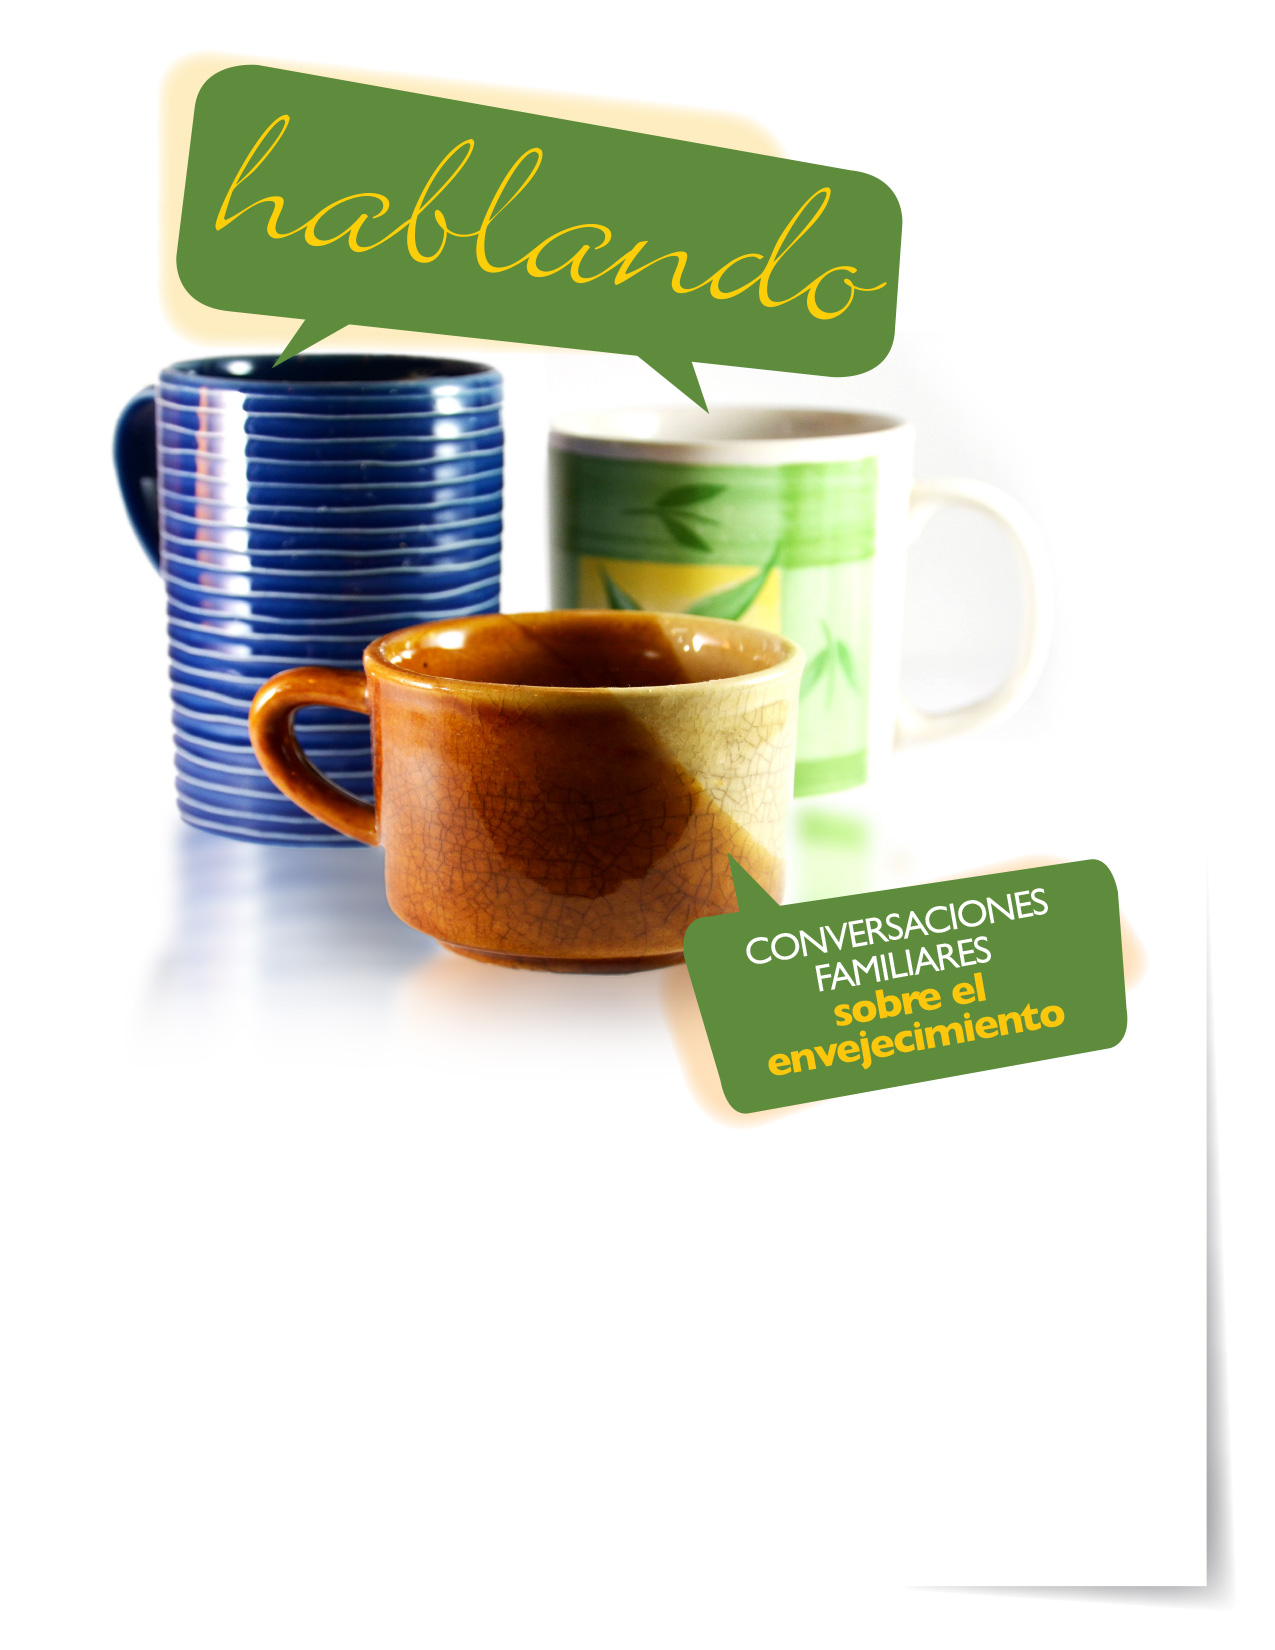 hablando
CONVERSACIONES
FAMILIARES
sobre el
envejecimiento